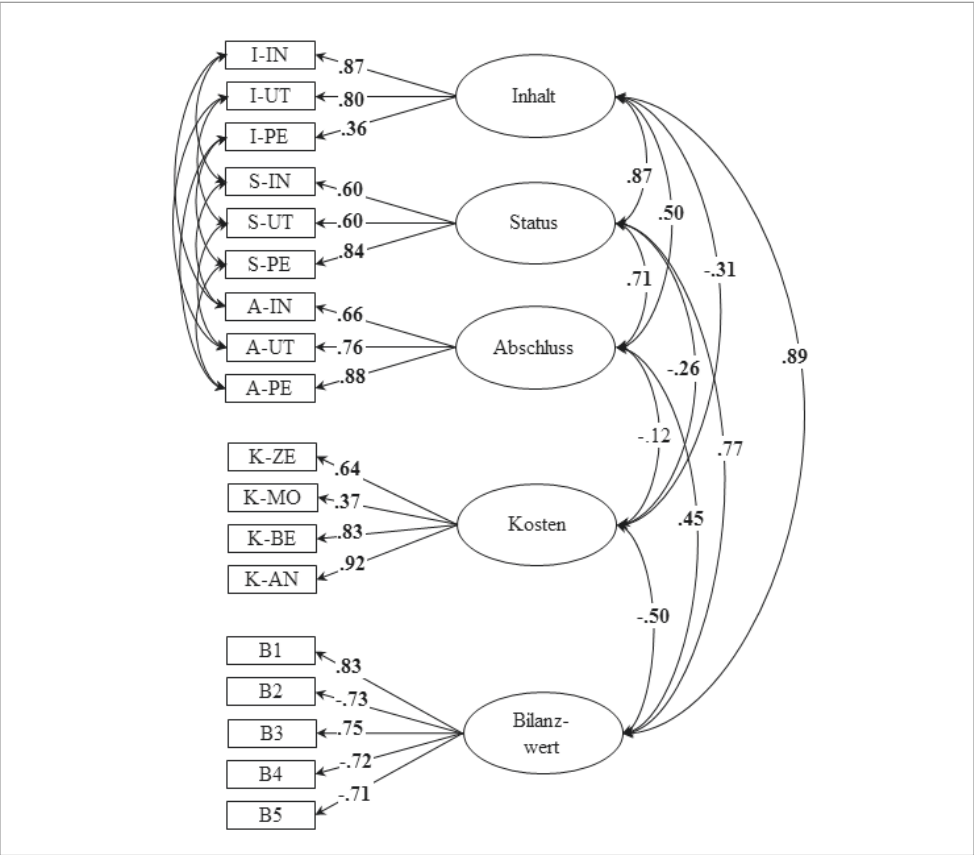 I-IN
I-UT
I-PE
S-IN
S-UT
S-PE
A-IN
A-UT
A-PE
K-ZE
K-MO
K-BE
K-AN
B1
B2
B3
B4
B5
.87
.80
.36
.60
.60
.84
.66
.76
.88
.64
.37
.83
.92
.83
-.73
.75
-.72
-.71
Inhalt
Status
Abschluss
Kosten
Bilanz-
wert
.87
.50
-.31
.71
-.26
.89
-.12
.77
.45
-.50